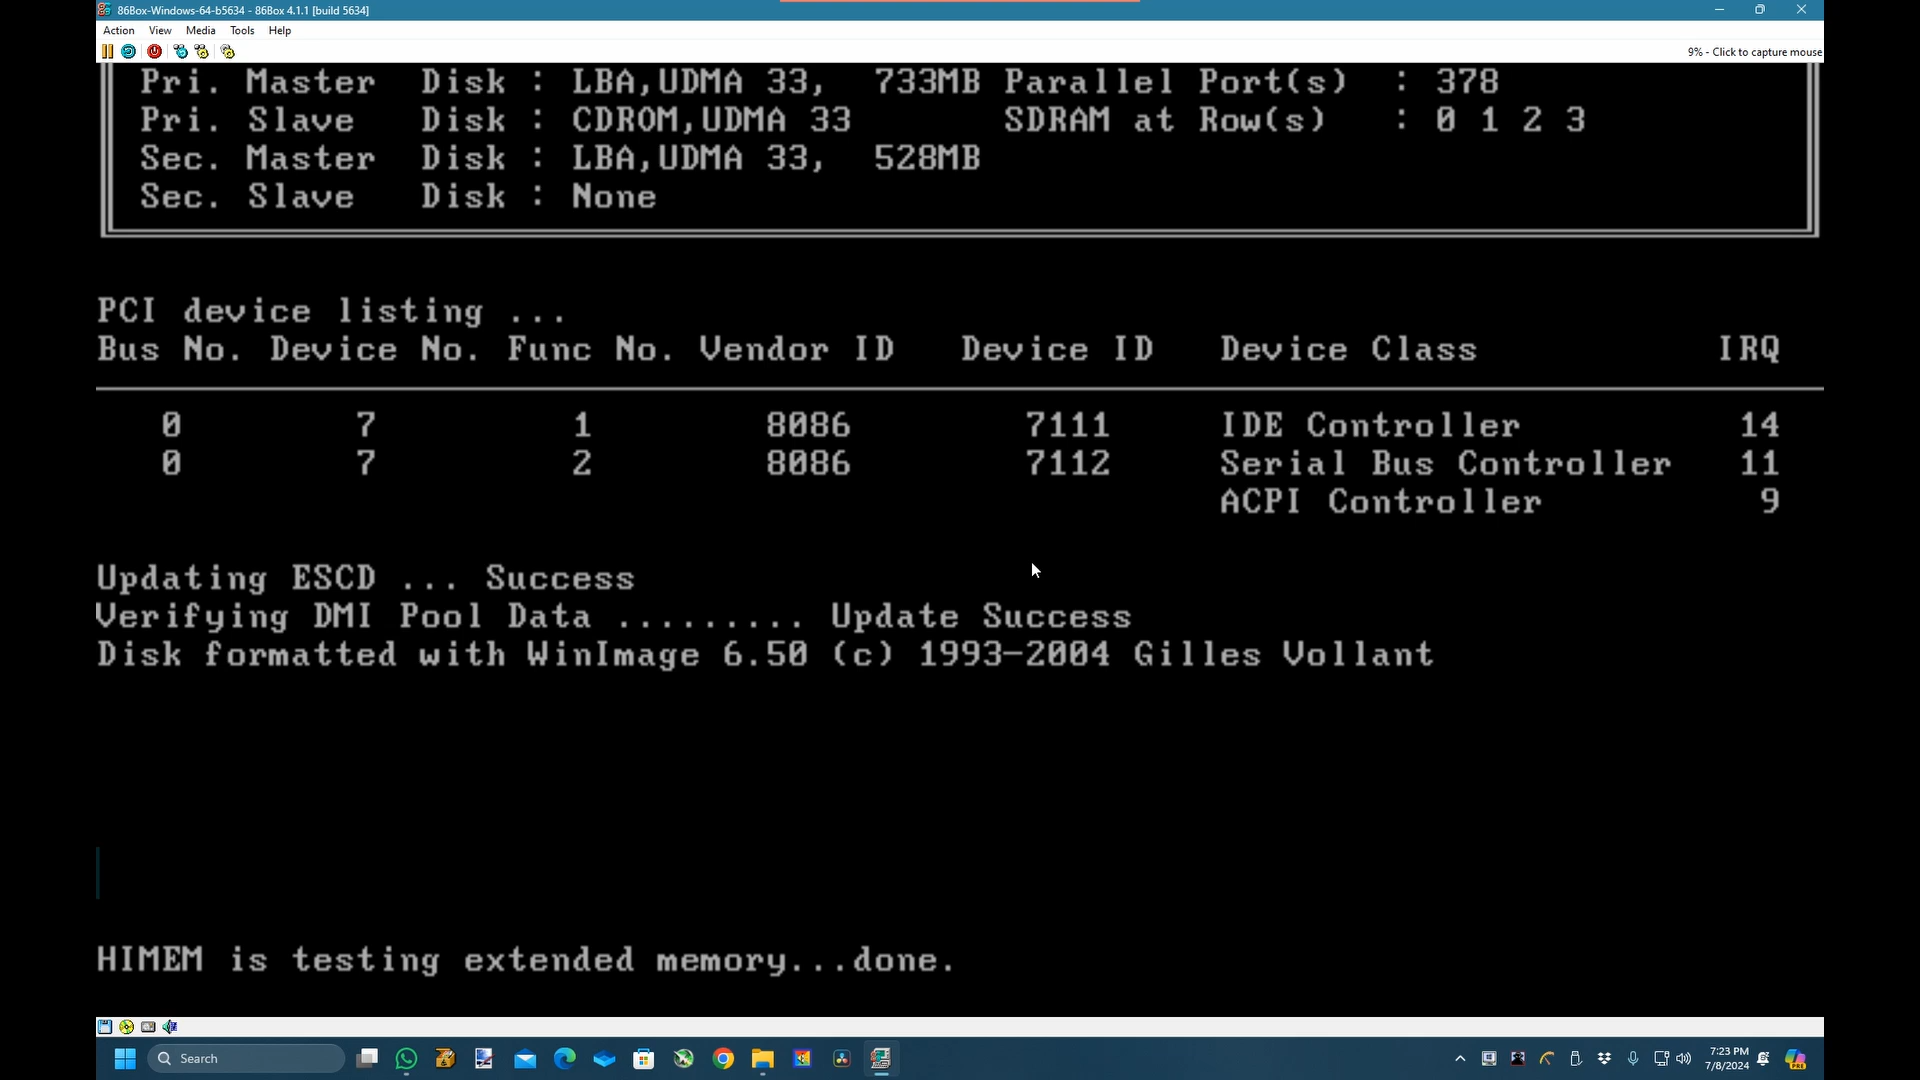 86Box-Windows-64-b5634 - 86Box 4.1.1 [build 5634]
Action View Media Tools Help
9% - Click to capture mouse
Pri. Master Disk : LBA,UDMA 33, 733MB Parallel Port(s) : 378
Pri. Slave Disk : CDROM,UDMA 33 SDRAM at Row(s) : 0 1 2 3
Sec. Master Disk : LBA,UDMA 33, 528MB
Sec. Slave Disk : None
PCI device listing ...
Bus No. Device No. Func No. Vendor ID Device ID Device Class IRQ
0 7 1 8086 7111 IDE Controller 14
0 7 2 8086 7112 Serial Bus Controller 11
ACPI Controller 9
Updating ESCD ... Success
Verifying DMI Pool Data ......... Update Success
Disk formatted with WinImage 6.50 (c) 1993-2004 Gilles Vollant
HIMEM is testing extended memory...done.
Search
7:23 PM
7/8/2024
PRE